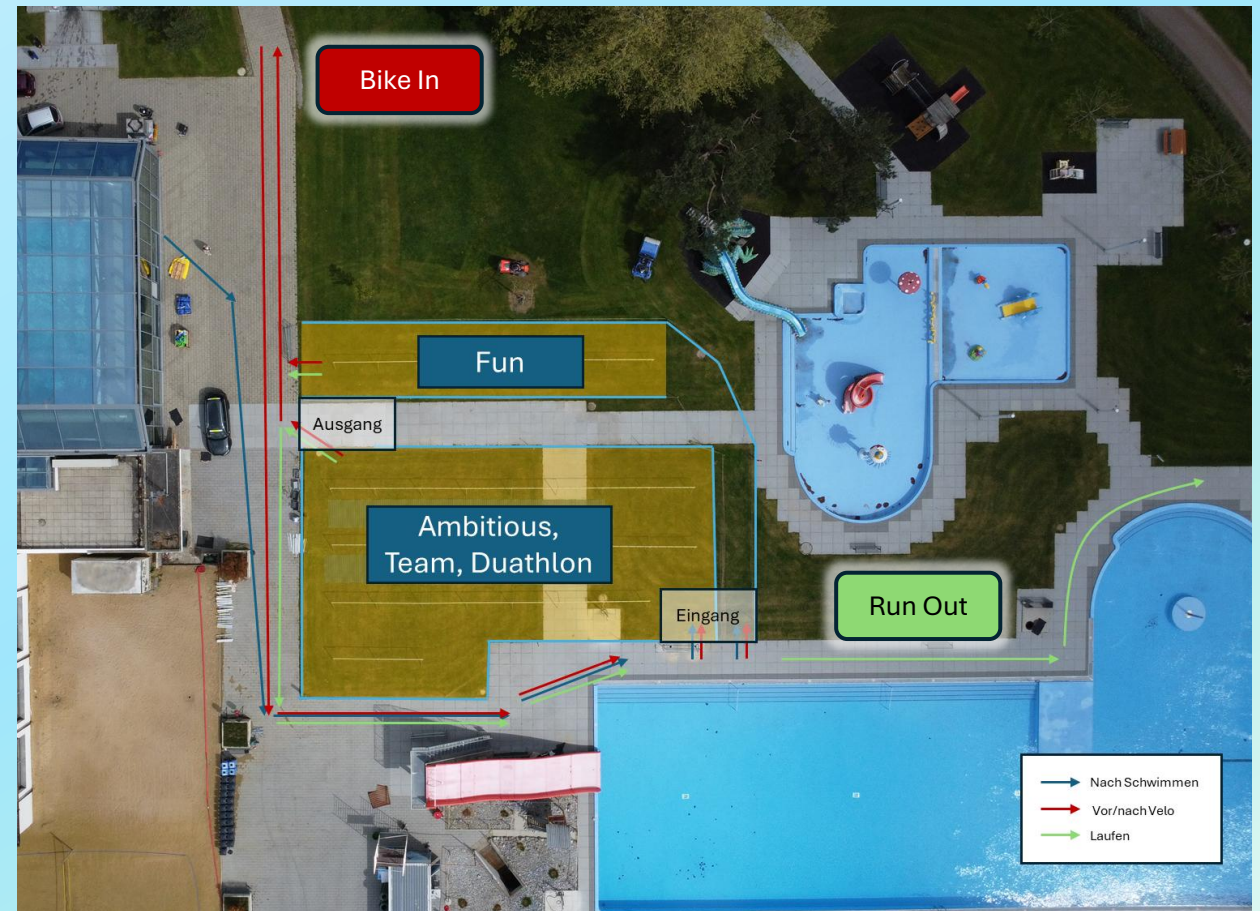 Bike In
Fun
Ausgang
Ambitious,
Team, Duathlon
Eingang
Run Out
Nach Schwimmen
Vor/nach Velo
Laufen